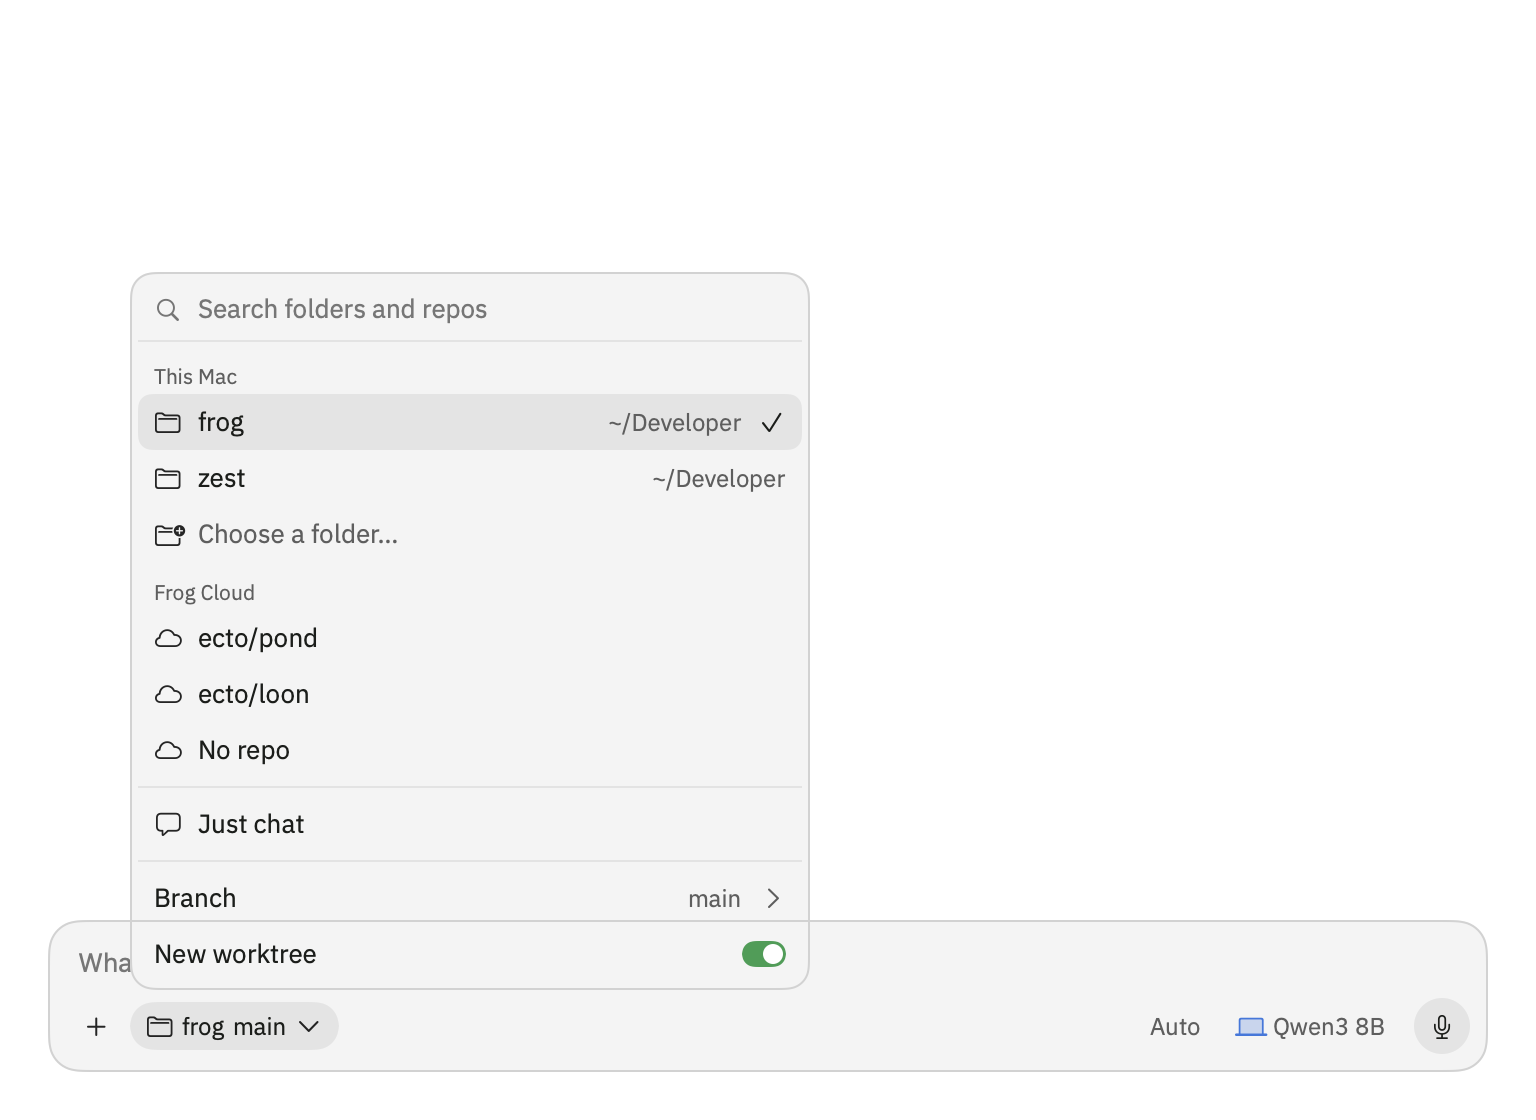 Search folders and repos
This Mac
frog ~/Developer
zest ~/Developer
Choose a folder...
Frog Cloud
ecto/pond
ecto/loon
No repo
Just chat
Branch main
New worktree
frog main Auto Qwen3 8B